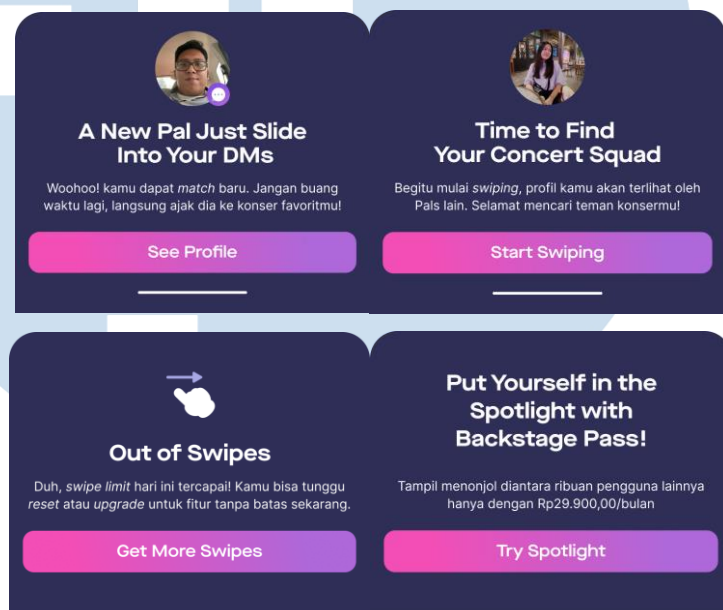 A New Pal Just Slide
Into Your DMs
Woohoo! kamu dapat match baru. Jangan buang
waktu lagi, langsung ajak dia ke konser favoritmu!
See Profile
Time to Find
Your Concert Squad
Begitu mulai swiping, profil kamu akan terlihat oleh
Pals lain. Selamat mencari teman konsermu!
Start Swiping
Out of Swipes
Duh, swipe limit hari ini tercapai! Kamu bisa tunggu
reset atau upgrade untuk fitur tanpa batas sekarang.
Get More Swipes
Put Yourself in the
Spotlight with
Backstage Pass!
Tampil menonjol diantara ribuan pengguna lainnya
hanya dengan Rp29.900,00/bulan
Try Spotlight